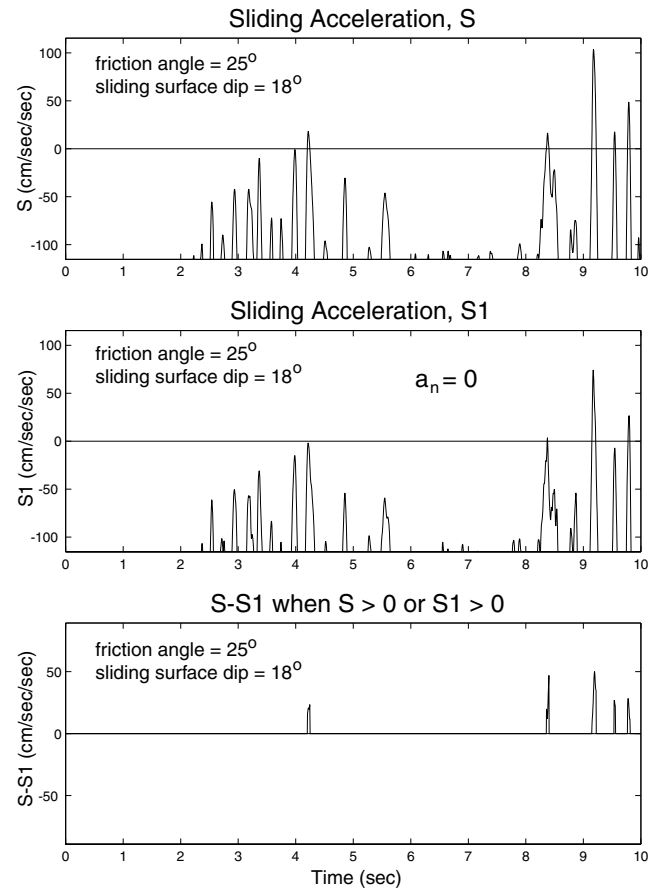 Sliding Acceleration, S
friction angle = 25°
sliding surface dip = 18°
S (cm/sec/sec)
100
50
0
-50
-100
0 1 2 3 4 5 6 7 8 9 10
Sliding Acceleration, S1
friction angle = 25°
sliding surface dip = 18°
aₙ = 0
S1 (cm/sec/sec)
100
50
0
-50
-100
0 1 2 3 4 5 6 7 8 9 10
S-S1 when S > 0 or S1 > 0
friction angle = 25°
sliding surface dip = 18°
S-S1 (cm/sec/sec)
50
0
-50
0 1 2 3 4 5 6 7 8 9 10
Time (sec)